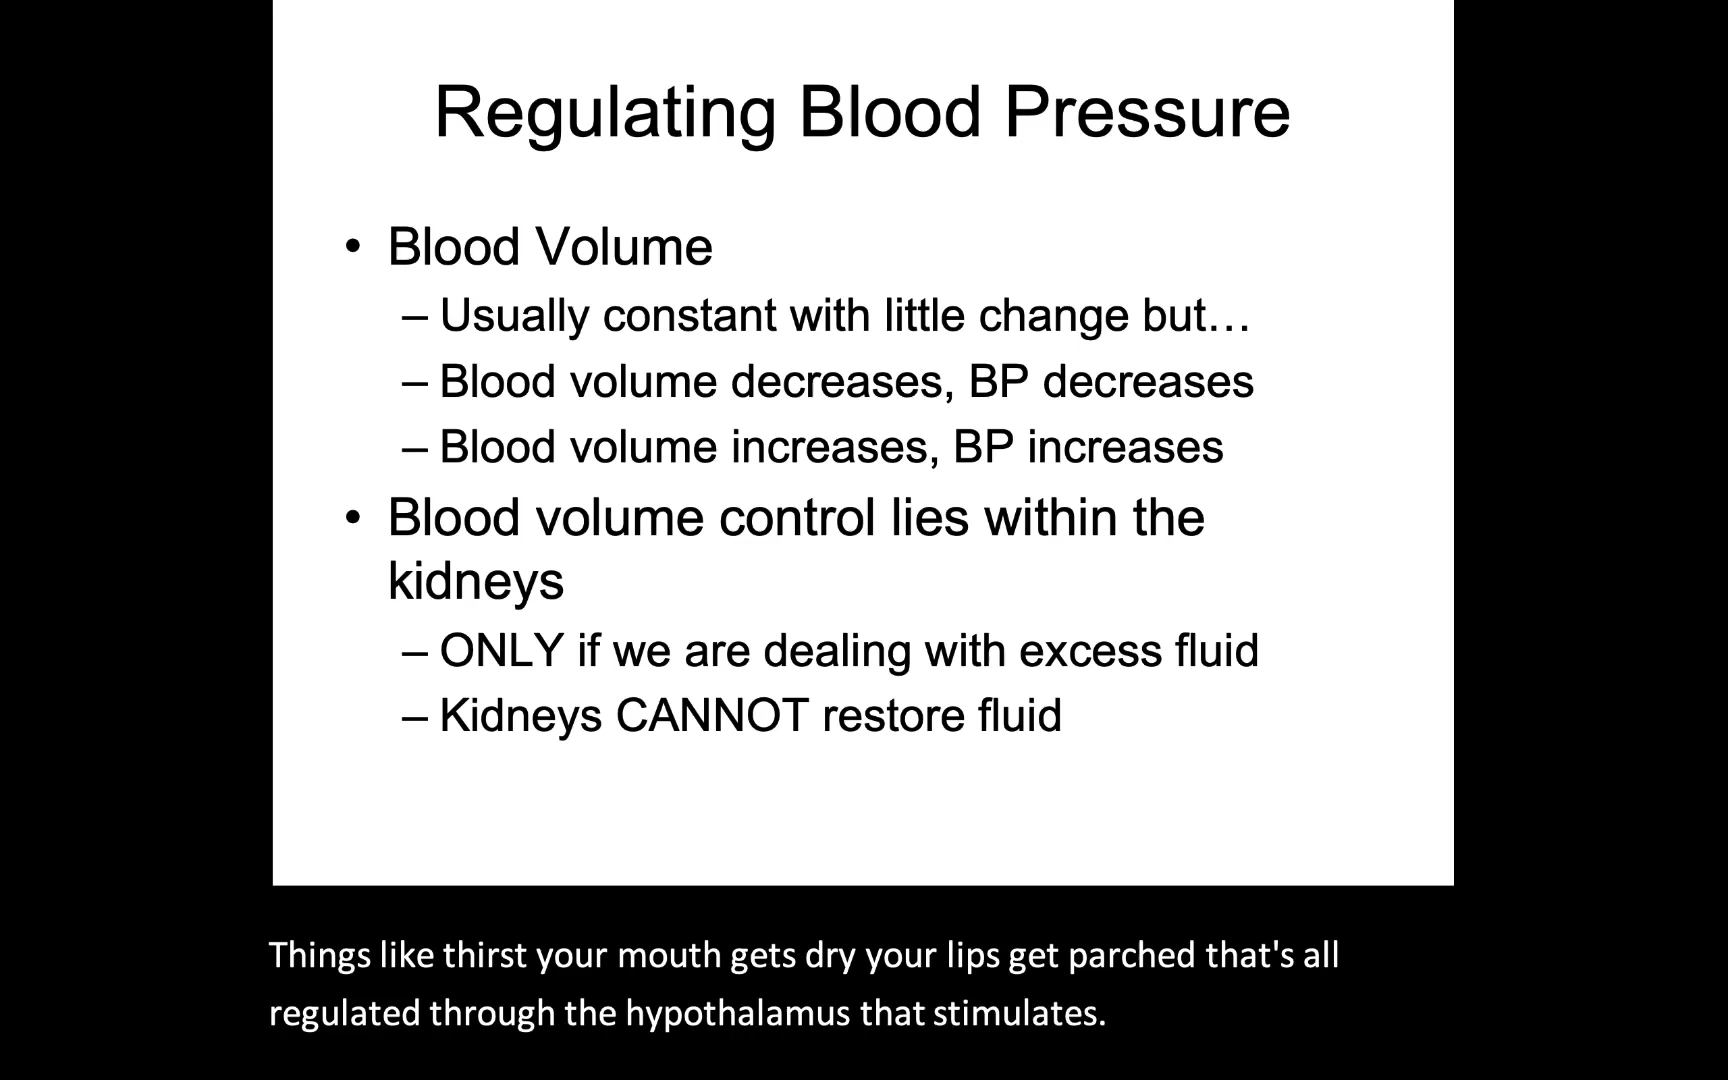 Regulating Blood Pressure
• Blood Volume
– Usually constant with little change but…
– Blood volume decreases, BP decreases
– Blood volume increases, BP increases
• Blood volume control lies within the
kidneys
– ONLY if we are dealing with excess fluid
– Kidneys CANNOT restore fluid
Things like thirst your mouth gets dry your lips get parched that's all
regulated through the hypothalamus that stimulates.